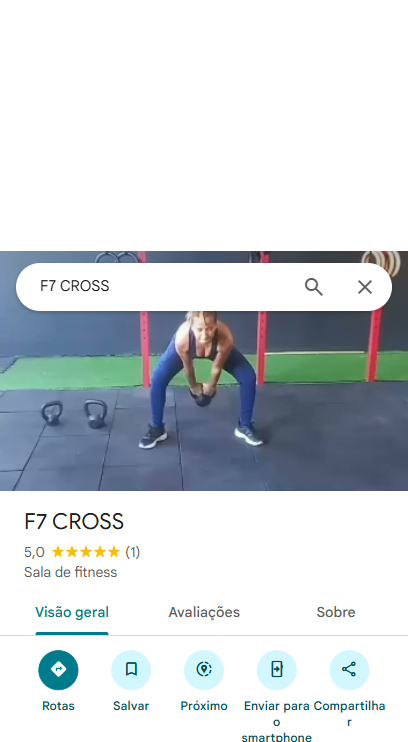 F7 CROSS
F7 CROSS
5,0 (1)
Sala de fitness
Visão geral Avaliações Sobre
Rotas Salvar Próximo Enviar para o smartphone Compartilhar